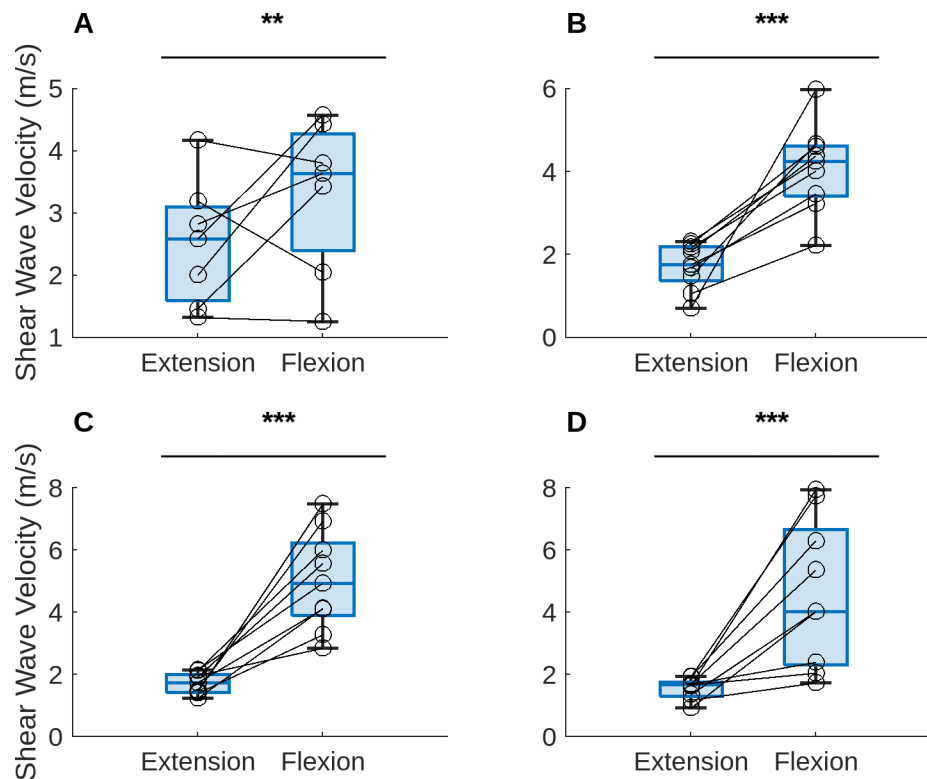 A
**
Shear Wave Velocity (m/s)
5
4
3
2
1
Extension
Flexion
B
***
6
4
2
0
Extension
Flexion
C
***
Shear Wave Velocity (m/s)
8
6
4
2
0
Extension
Flexion
D
***
8
6
4
2
0
Extension
Flexion